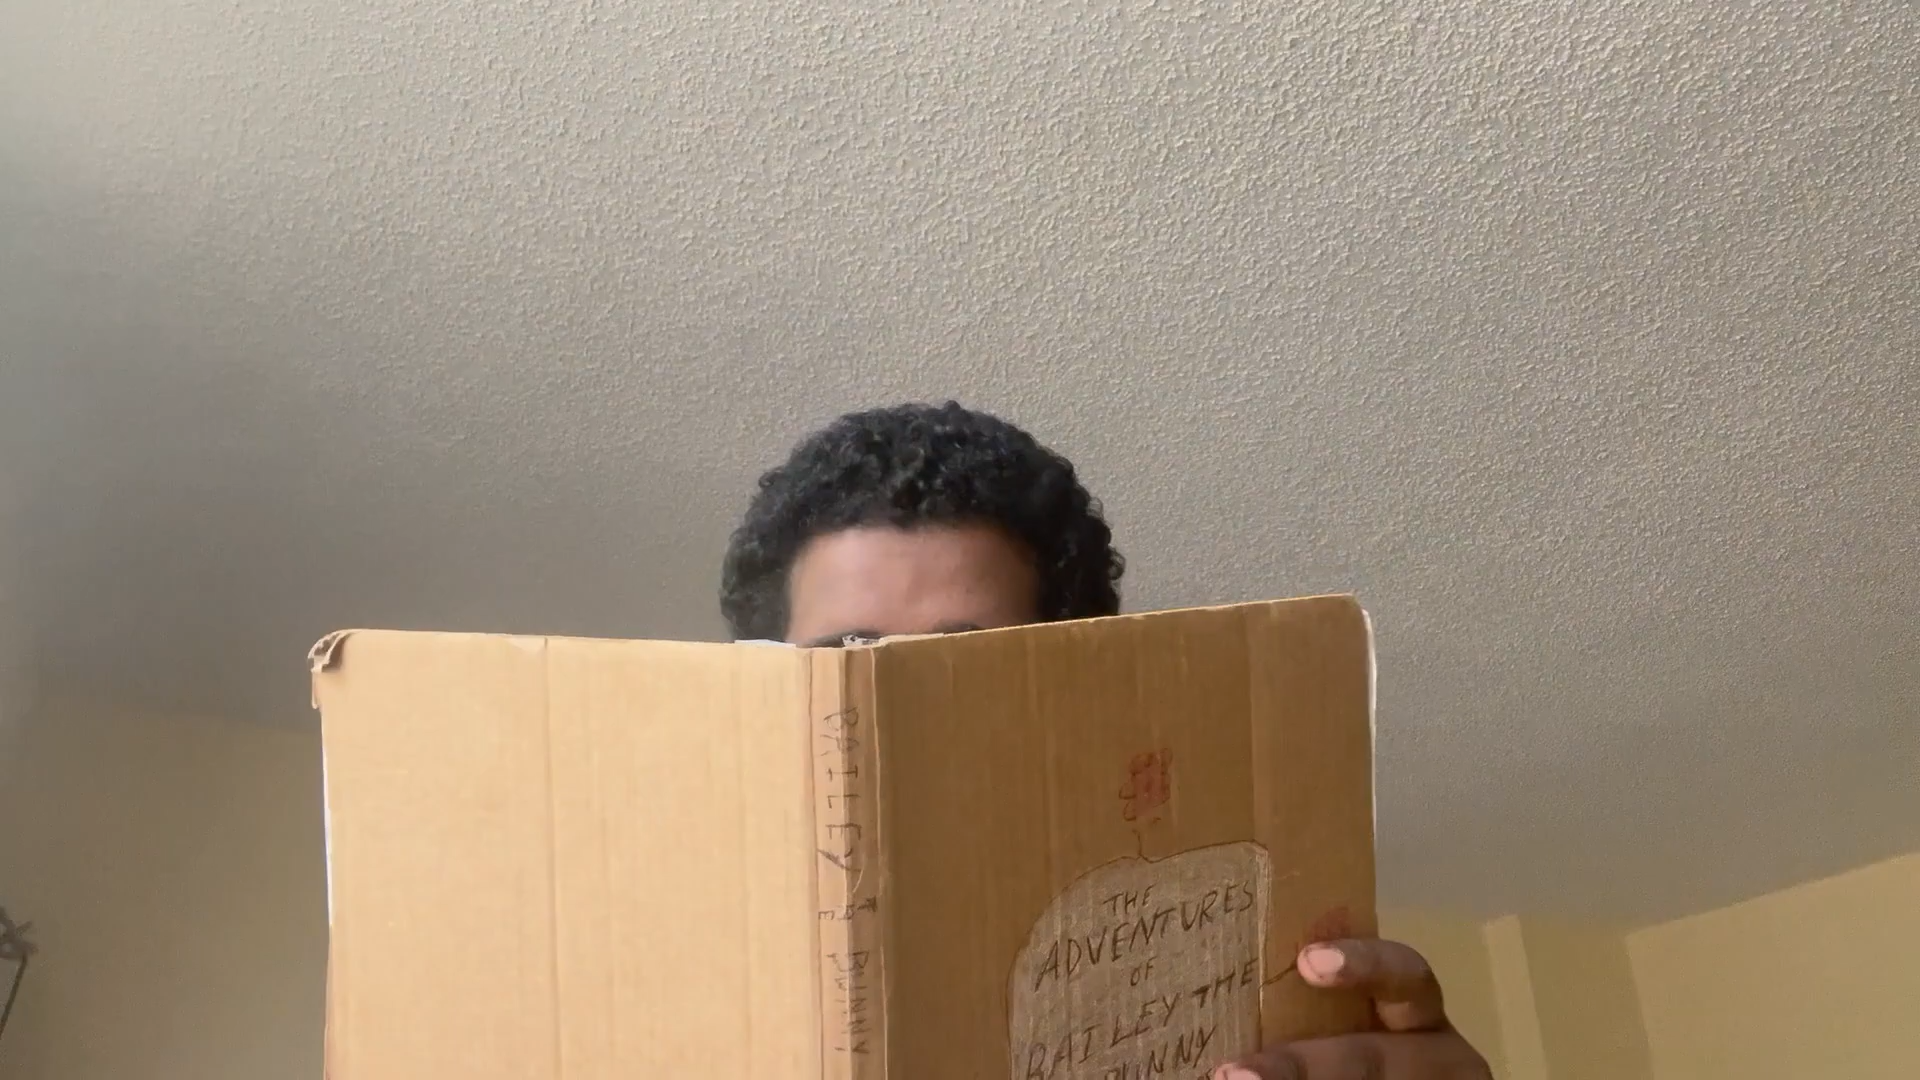 BAILEY THE BUNNY
THE
ADVENTURES
OF
BAILEY THE
BUNNY